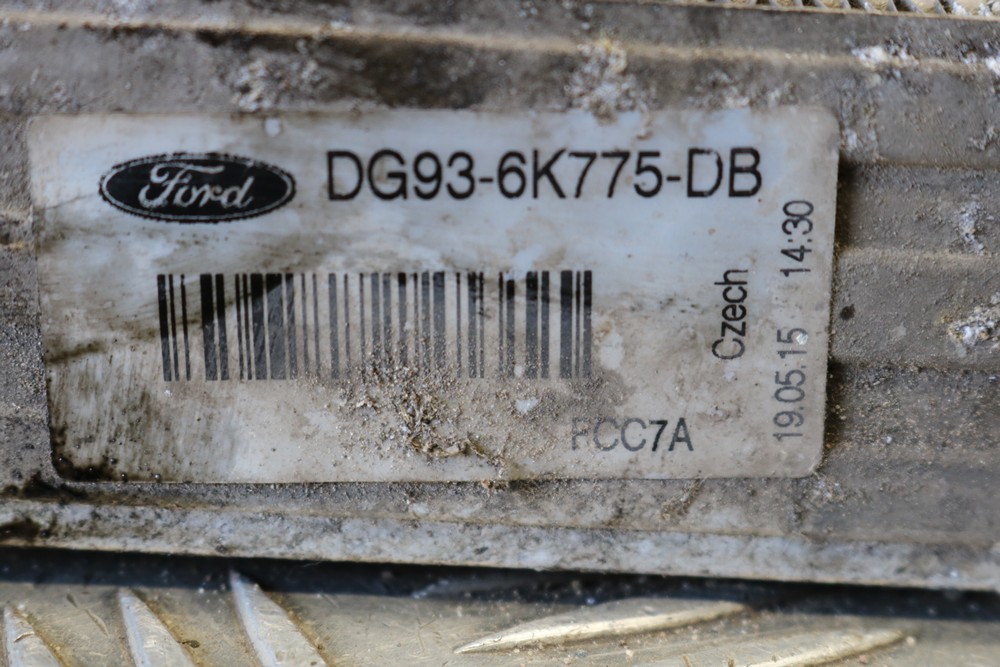 Ford
DG93-6K775-DB
Czech
19.05.15 14:30
FCC7A